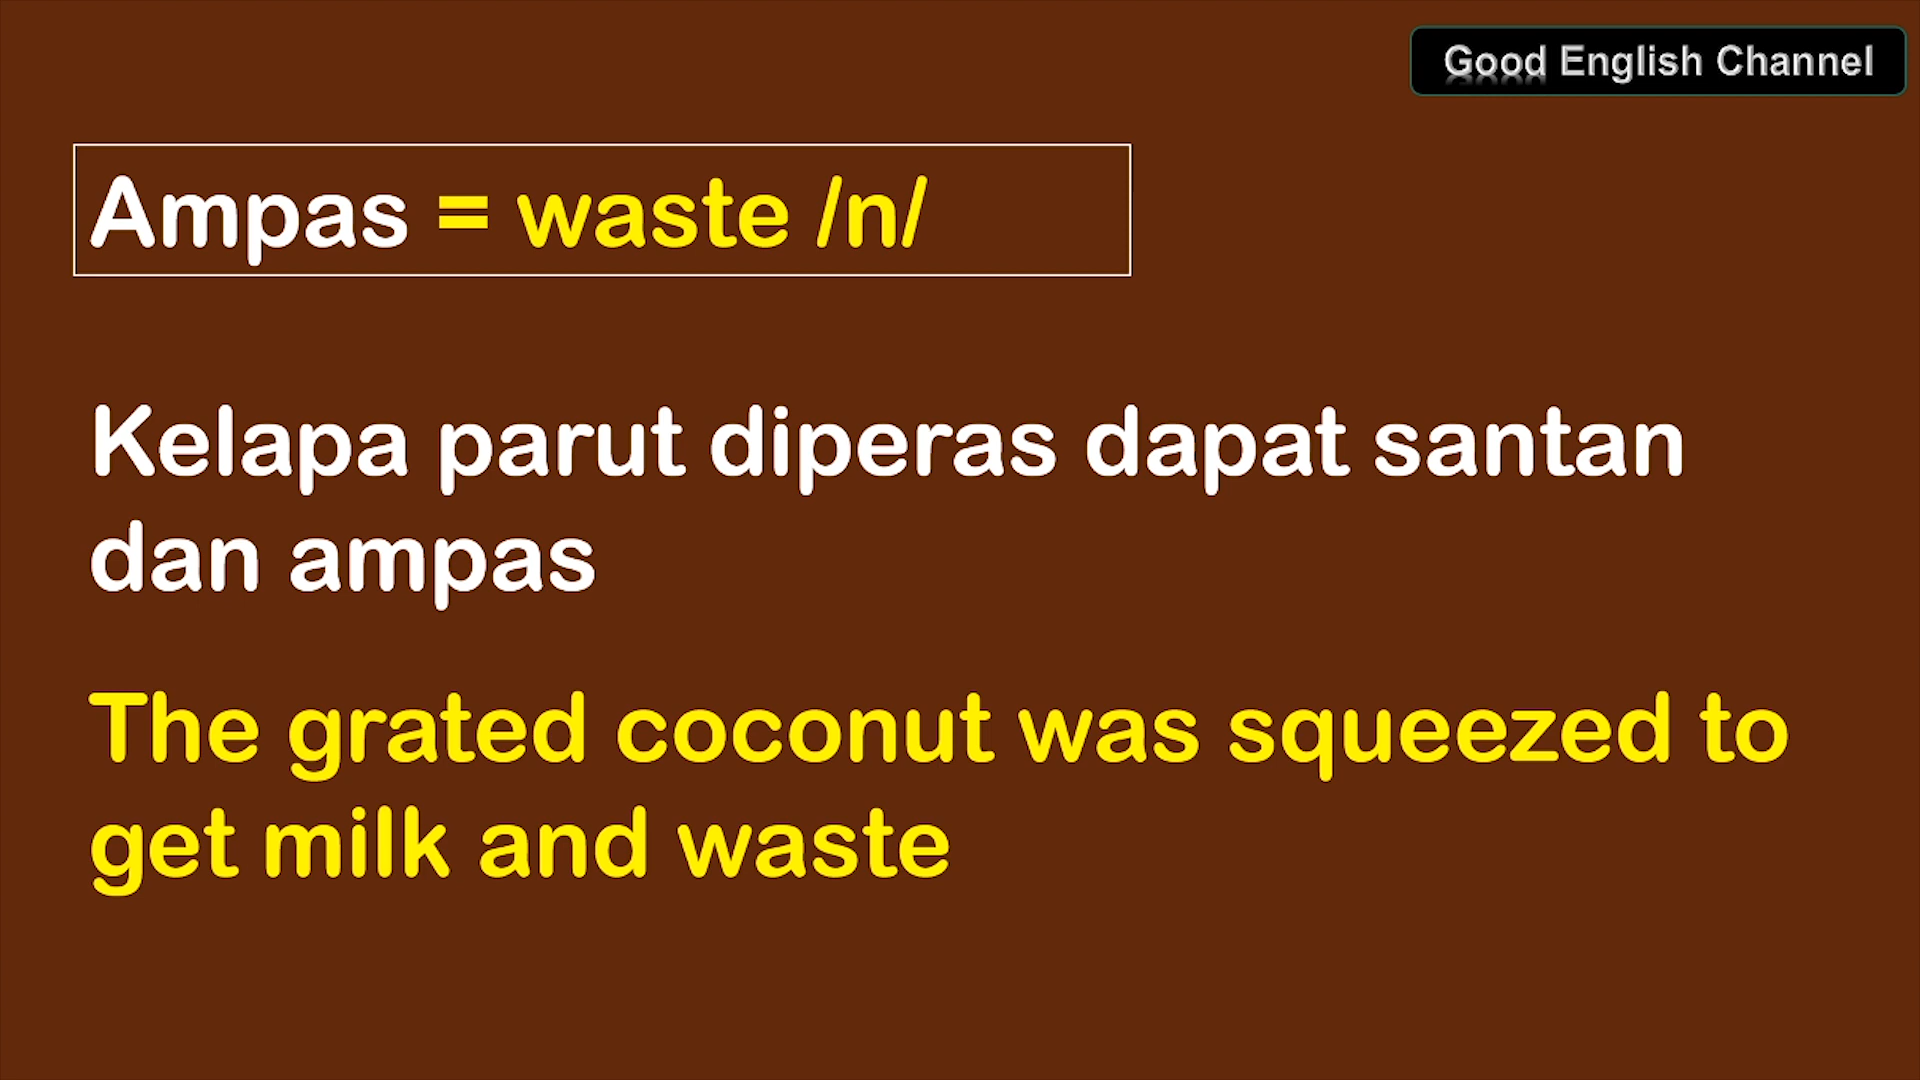 Good English Channel
Ampas = waste /n/
Kelapa parut diperas dapat santan
dan ampas
The grated coconut was squeezed to
get milk and waste